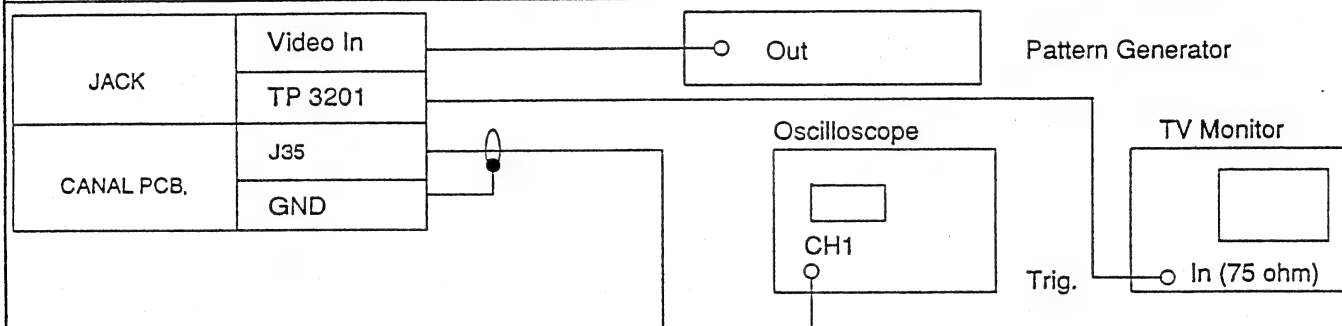 JACK
Video In
TP 3201
CANAL PCB,
J35
GND
Out
Pattern Generator
Oscilloscope
CH1
Trig.
TV Monitor
In (75 ohm)